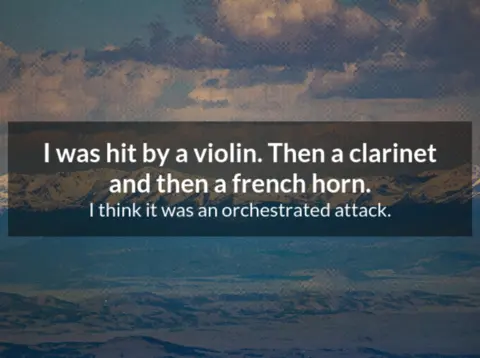 I was hit by a violin. Then a clarinet
and then a french horn.
I think it was an orchestrated attack.